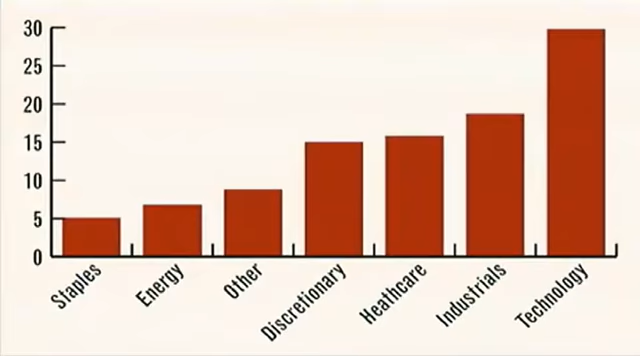 30
25
20
15
10
5
0
Staples
Energy
Other
Discretionary
Heathcare
Industrials
Technology